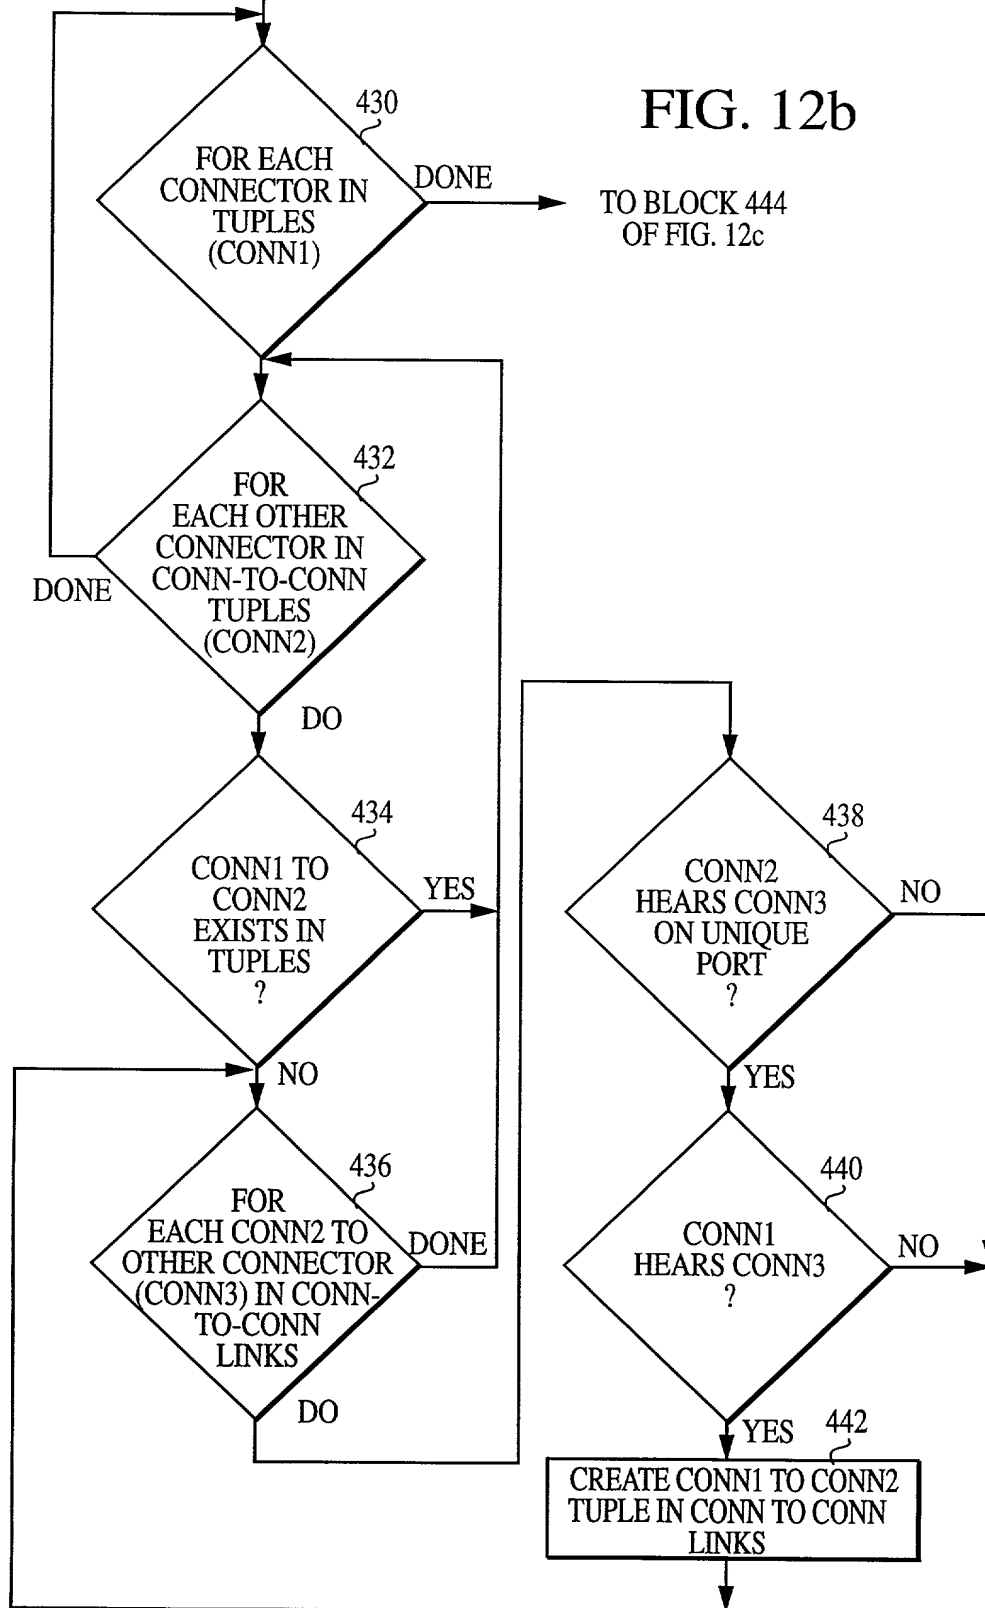 FIG. 12b
430
FOR EACH
CONNECTOR IN
TUPLES
(CONN1)
DONE
TO BLOCK 444
OF FIG. 12c
432
FOR
EACH OTHER
CONNECTOR IN
CONN-TO-CONN
TUPLES
(CONN2)
DONE
DO
434
CONN1 TO
CONN2
EXISTS IN
TUPLES
?
YES
NO
436
FOR
EACH CONN2 TO
OTHER CONNECTOR
(CONN3) IN CONN-
TO-CONN
LINKS
DONE
DO
438
CONN2
HEARS CONN3
ON UNIQUE
PORT
?
NO
YES
440
CONN1
HEARS CONN3
?
NO
YES
442
CREATE CONN1 TO CONN2
TUPLE IN CONN TO CONN
LINKS